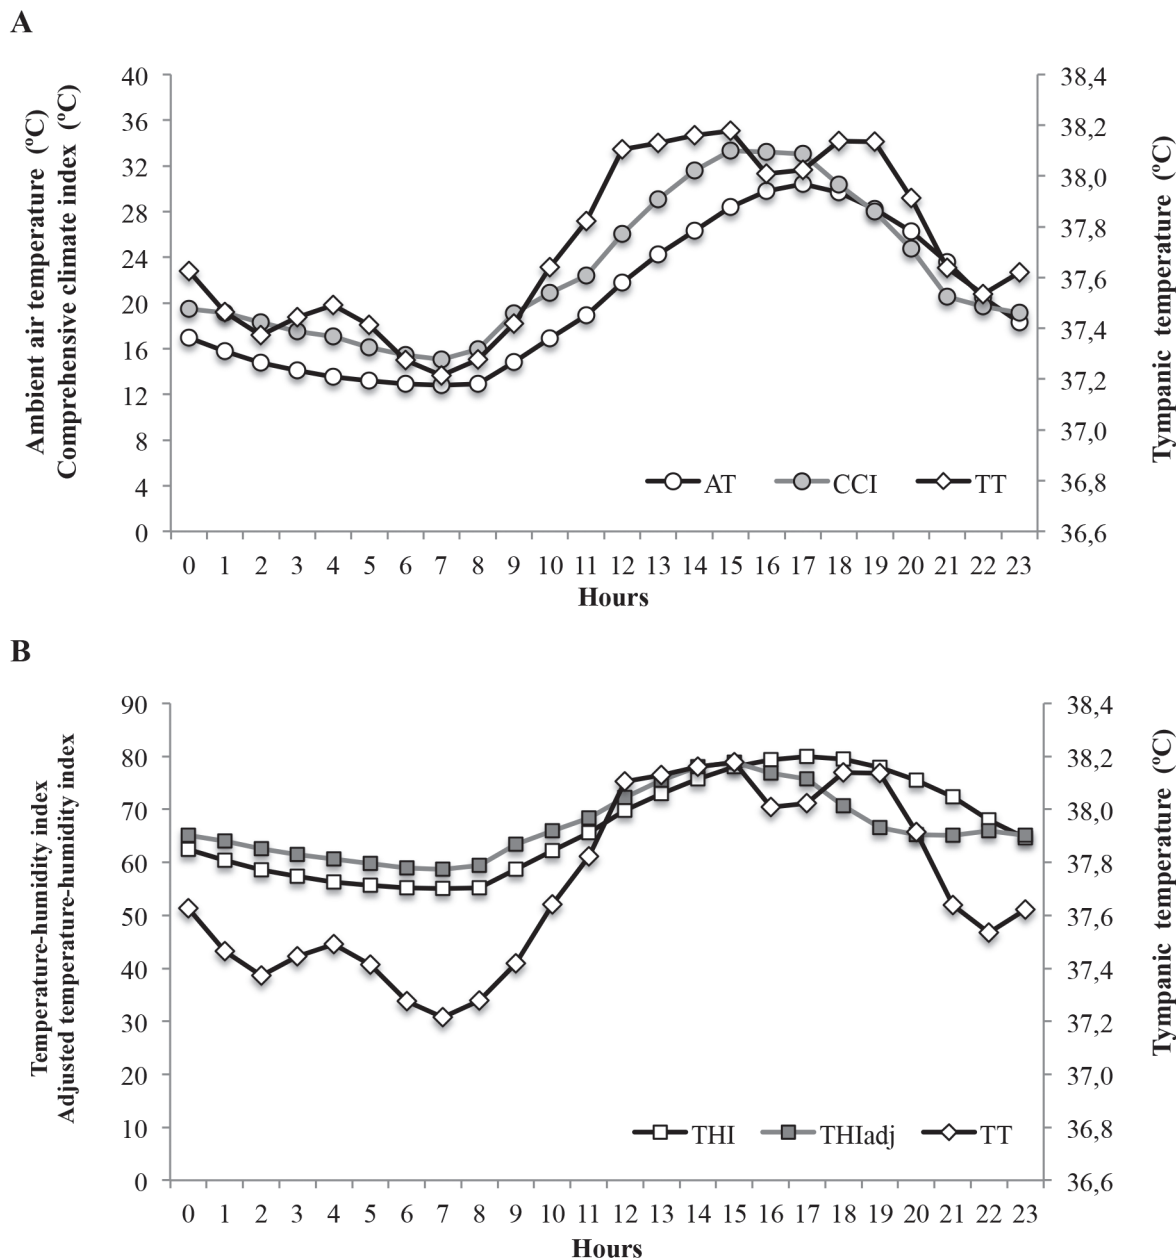 A
Ambient air temperature (ºC)
Comprehensive climate index (ºC)
40
36
32
28
24
20
16
12
8
4
0
38,4
38,2
38,0
37,8
37,6
37,4
37,2
37,0
36,8
36,6
Tympanic temperature (ºC)
AT CCI TT
0 1 2 3 4 5 6 7 8 9 10 11 12 13 14 15 16 17 18 19 20 21 22 23
Hours
B
Temperature-humidity index
Adjusted temperature-humidity index
90
80
70
60
50
40
30
20
10
0
38,4
38,2
38,0
37,8
37,6
37,4
37,2
37,0
36,8
36,6
Tympanic temperature (ºC)
THI THIadj TT
0 1 2 3 4 5 6 7 8 9 10 11 12 13 14 15 16 17 18 19 20 21 22 23
Hours